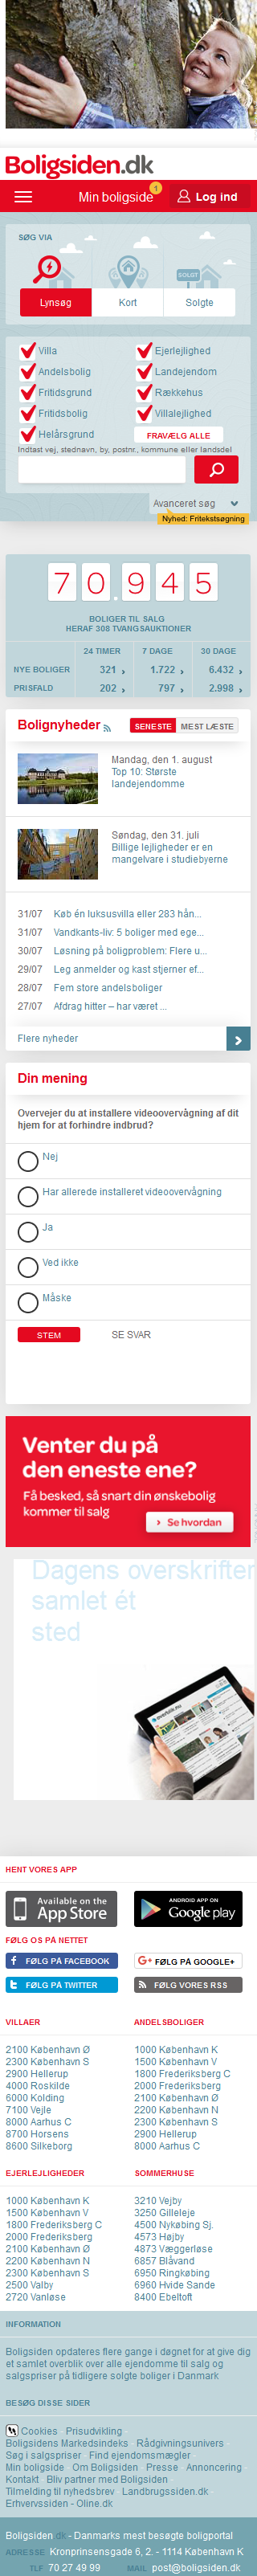 Boligsiden.dk
Min boligside 1 Log ind
SØG VIA
SOLGT
Lynsøg Kort Solgte
Villa Ejerlejlighed
Andelsbolig Landejendom
Fritidsgrund Rækkehus
Fritidsbolig Villalejlighed
Helårsgrund FRAVÆLG ALLE
Indtast vej, stednavn, by, postnr., kommune eller landsdel
Avanceret søg
Nyhed: Fritekstsøgning
70.945
BOLIGER TIL SALG
HERAF 308 TVANGSAUKTIONER
24 TIMER 7 DAGE 30 DAGE
NYE BOLIGER 321 1.722 6.432
PRISFALD 202 797 2.998
Bolignyheder SENESTE MEST LÆSTE
Mandag, den 1. august
Top 10: Største
landejendomme
Søndag, den 31. juli
Billige lejligheder er en
mangelvare i studiebyerne
31/07 Køb én luksusvilla eller 283 hån...
31/07 Vandkants-liv: 5 boliger med ege...
30/07 Løsning på boligproblem: Flere u...
29/07 Leg anmelder og kast stjerner ef...
28/07 Fem store andelsboliger
27/07 Afdrag hitter – har været ...
Flere nyheder
Din mening
Overvejer du at installere videoovervågning af dit
hjem for at forhindre indbrud?
Nej
Har allerede installeret videoovervågning
Ja
Ved ikke
Måske
STEM SE SVAR
Venter du på
den eneste ene?
Få besked, så snart din ønskebolig
kommer til salg
Se hvordan
Dagens overskrifter
samlet ét
sted
HENT VORES APP
Available on the
App Store
ANDROID APP ON
Google play
FØLG OS PÅ NETTET
FØLG PÅ FACEBOOK FØLG PÅ GOOGLE+
FØLG PÅ TWITTER FØLG VORES RSS
VILLAER ANDELSBOLIGER
2100 København Ø 1000 København K
2300 København S 1500 København V
2900 Hellerup 1800 Frederiksberg C
4000 Roskilde 2000 Frederiksberg
6000 Kolding 2100 København Ø
7100 Vejle 2200 København N
8000 Aarhus C 2300 København S
8700 Horsens 2900 Hellerup
8600 Silkeborg 8000 Aarhus C
EJERLEJLIGHEDER SOMMERHUSE
1000 København K 3210 Vejby
1500 København V 3250 Gilleleje
1800 Frederiksberg C 4500 Nykøbing Sj.
2000 Frederiksberg 4573 Højby
2100 København Ø 4873 Væggerløse
2200 København N 6857 Blåvand
2300 København S 6950 Ringkøbing
2500 Valby 6960 Hvide Sande
2720 Vanløse 8400 Ebeltoft
INFORMATION
Boligsiden opdateres flere gange i døgnet for at give dig
et samlet overblik over alle ejendomme til salg og
salgspriser på tidligere solgte boliger i Danmark
BESØG DISSE SIDER
Cookies Prisudvikling
Boligsidens Markedsindeks Rådgivningsunivers
Søg i salgspriser Find ejendomsmægler
Min boligside Om Boligsiden Presse Annoncering
Kontakt Bliv partner med Boligsiden
Tilmelding til nyhedsbrev Landbrugssiden.dk
Erhvervssiden - Oline.dk
Boligsiden.dk - Danmarks mest besøgte boligportal
ADRESSE Kronprinsensgade 6, 2. - 1114 København K
TLF 70 27 49 99 MAIL post@boligsiden.dk